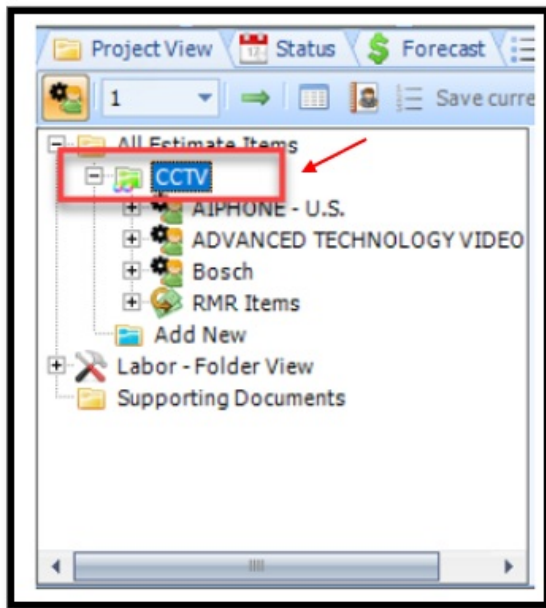 Project View Status $ Forecast
1 Save curre
All Estimate Items
CCTV
AIPHONE - U.S.
ADVANCED TECHNOLOGY VIDEO
Bosch
RMR Items
Add New
Labor - Folder View
Supporting Documents